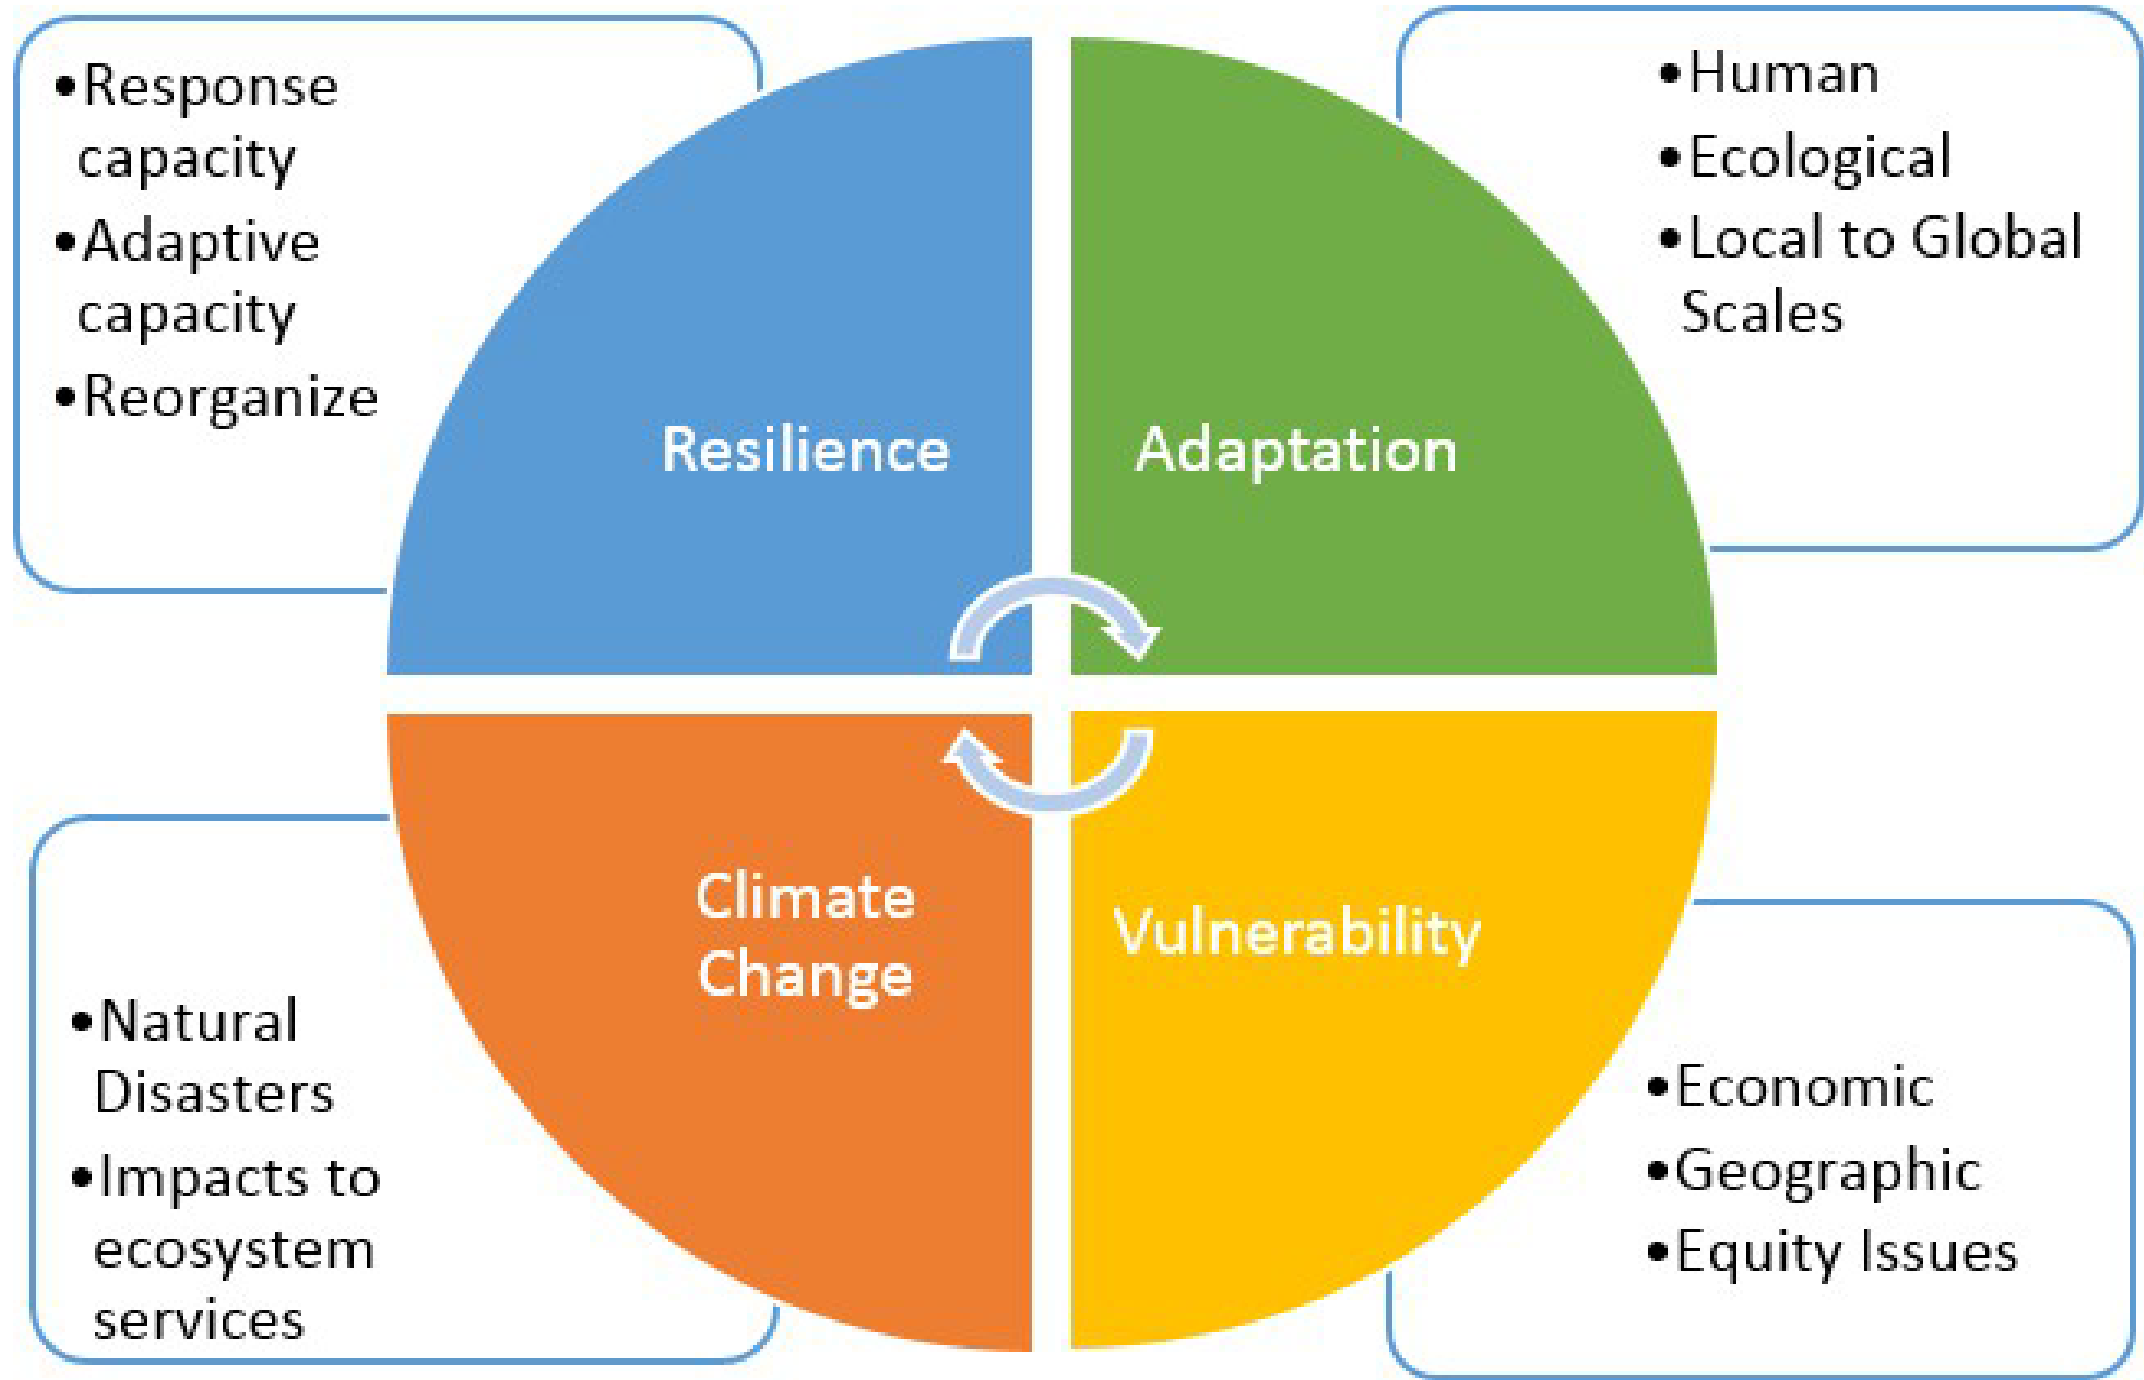 •Response
capacity
•Adaptive
capacity
•Reorganize
Resilience
•Human
•Ecological
•Local to Global
Scales
Adaptation
Climate
Change
•Natural
Disasters
•Impacts to
ecosystem
services
Vulnerability
•Economic
•Geographic
•Equity Issues